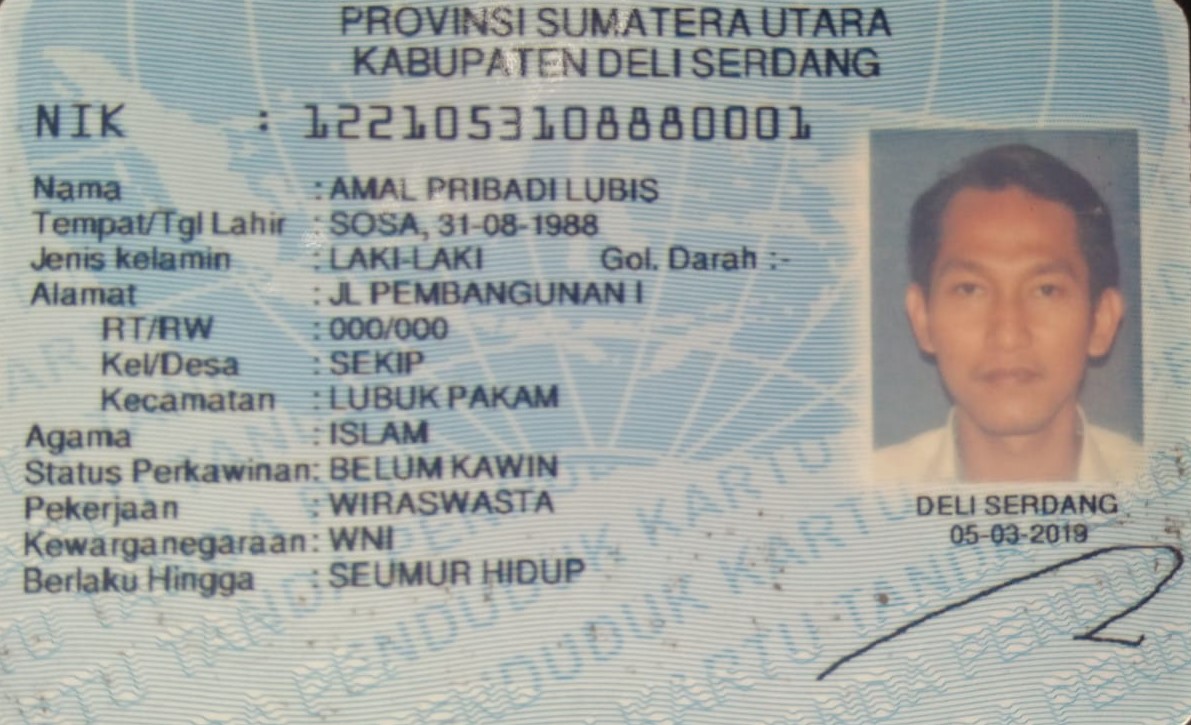 PROVINSI SUMATERA UTARA
KABUPATEN DELI SERDANG
NIK : 1221053108880001
Nama : AMAL PRIBADI LUBIS
Tempat/Tgl Lahir : SOSA, 31-08-1988
Jenis kelamin : LAKI-LAKI Gol. Darah :-
Alamat : JL PEMBANGUNAN I
RT/RW : 000/000
Kel/Desa : SEKIP
Kecamatan : LUBUK PAKAM
Agama : ISLAM
Status Perkawinan: BELUM KAWIN
Pekerjaan : WIRASWASTA
Kewarganegaraan: WNI
Berlaku Hingga : SEUMUR HIDUP
DELI SERDANG
05-03-2019